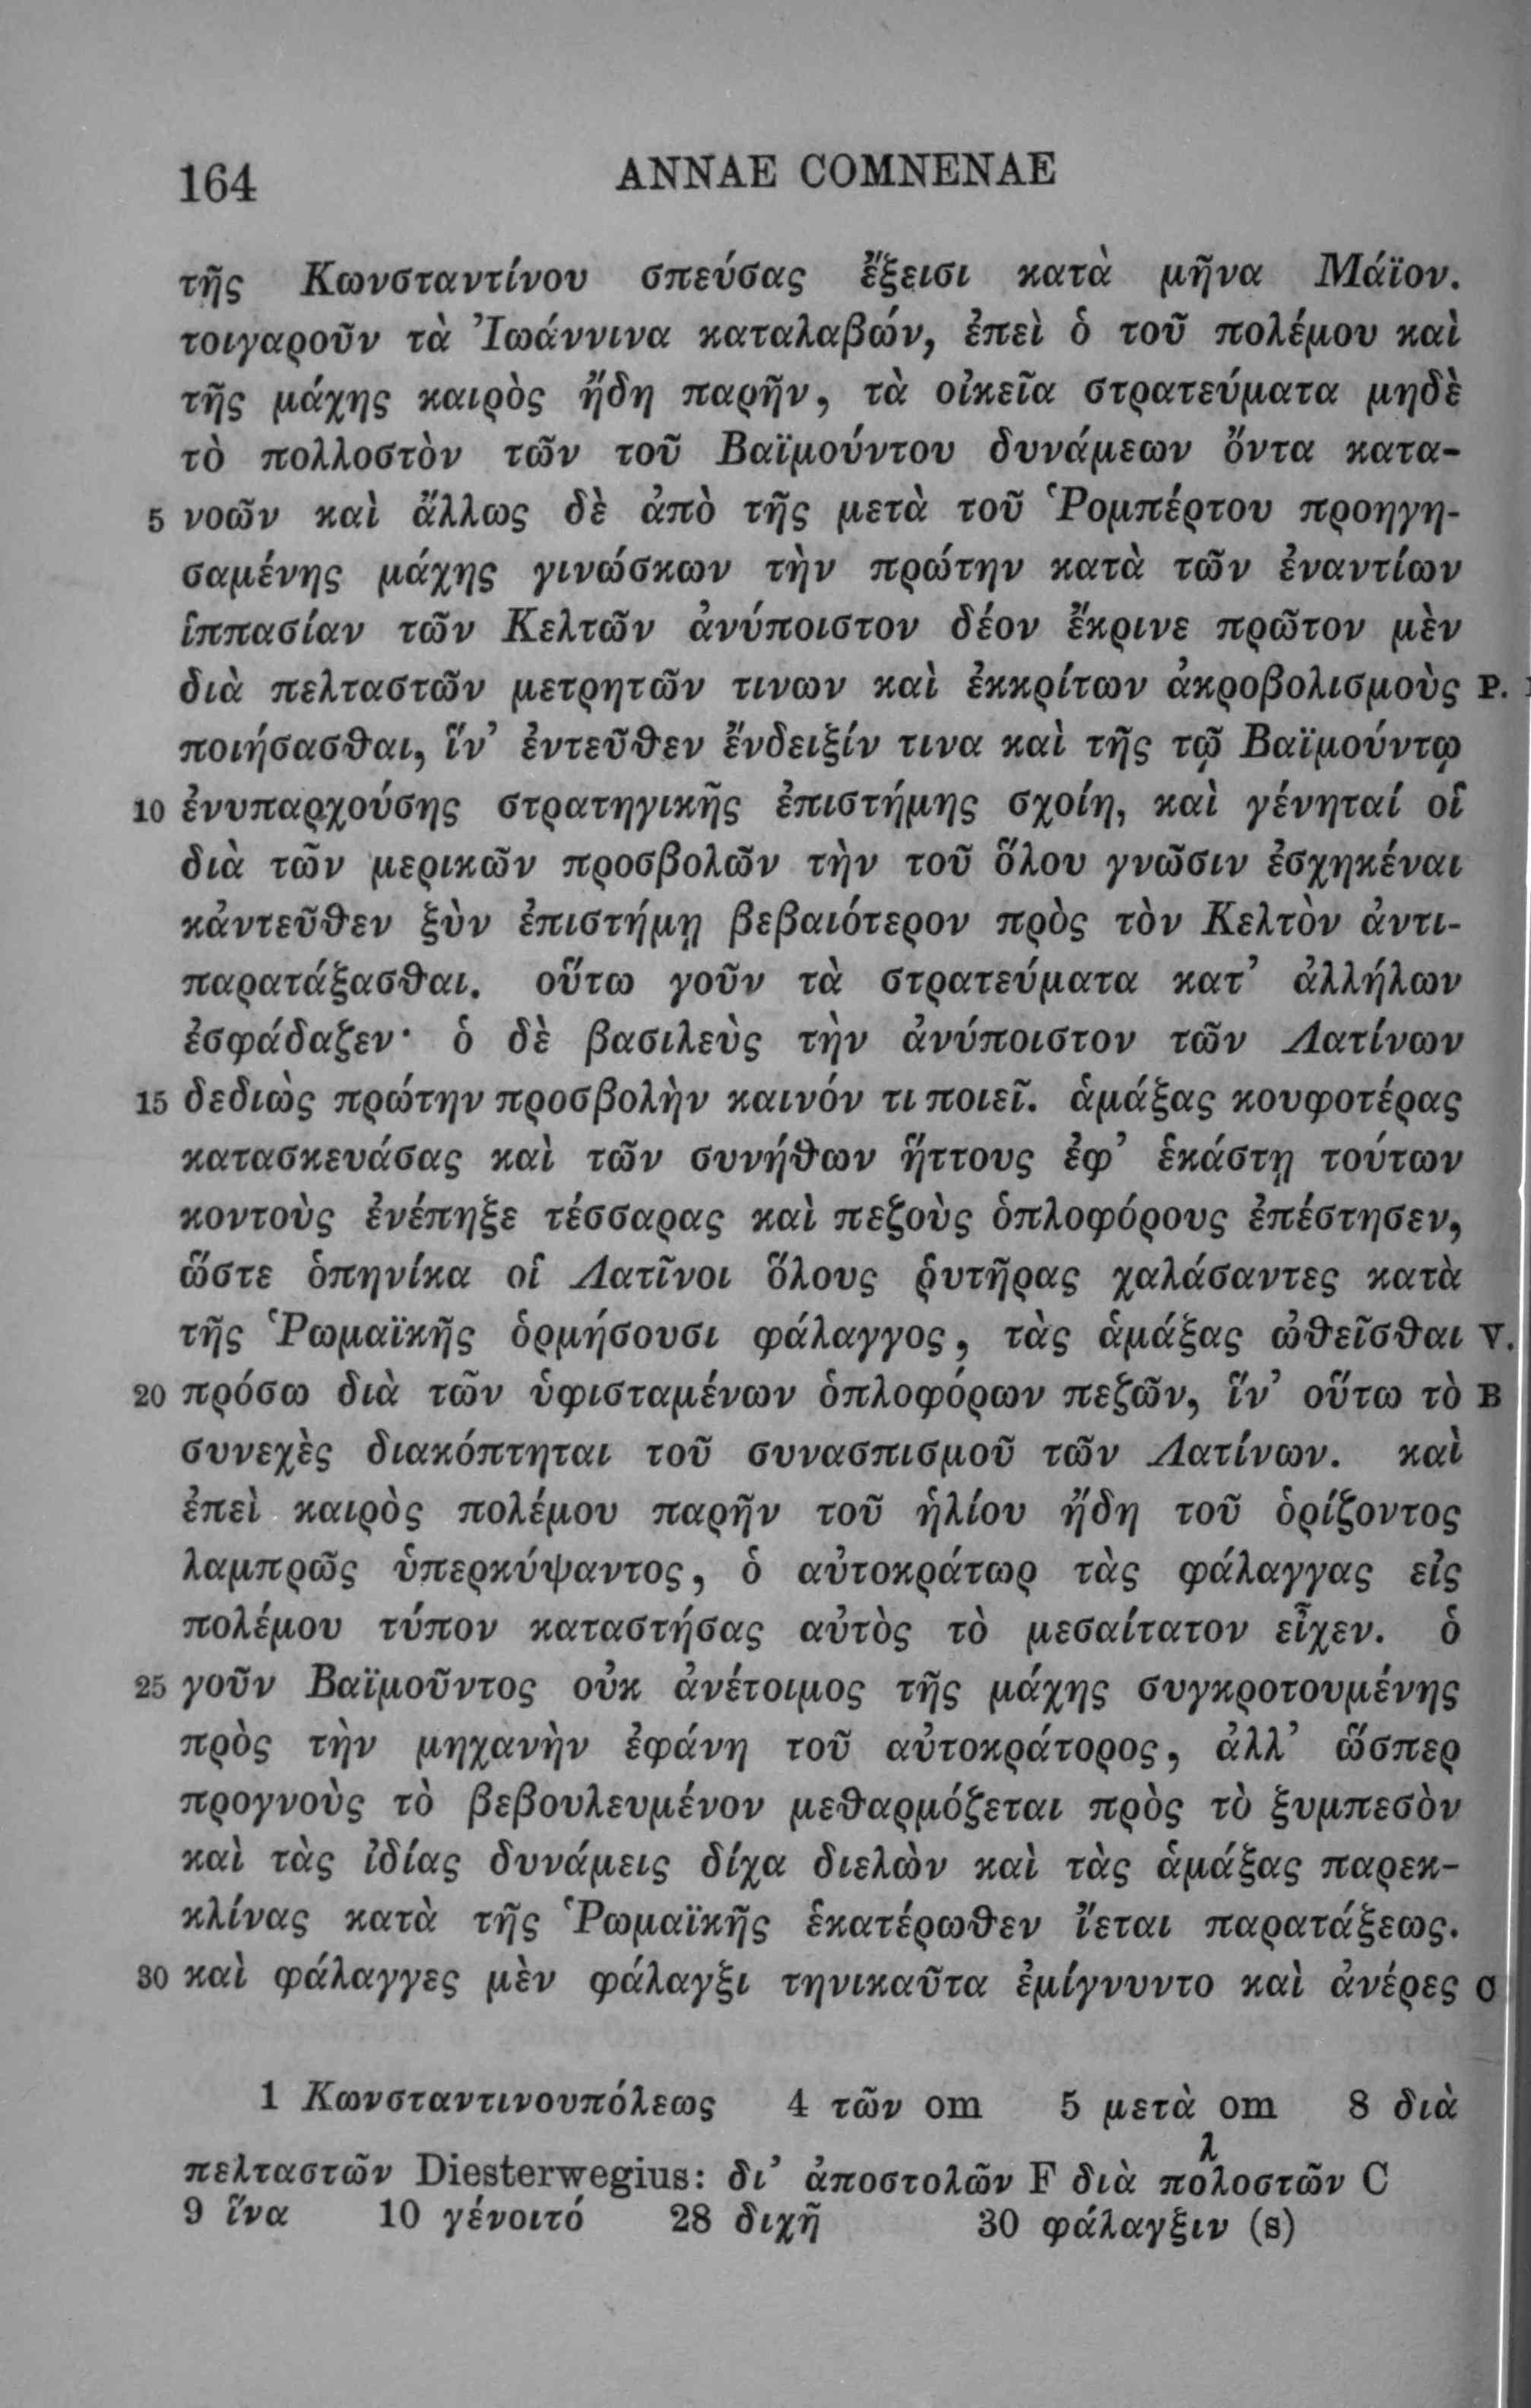 164
ANNAE COMNENAE
τῆς Κωνσταντίνου σπεύσας ἔξεισι κατὰ μῆνα Μάϊον.
τοιγαροῦν τὰ Ἰωάννινα καταλαβών, ἐπεὶ ὁ τοῦ πολέμου καὶ
τῆς μάχης καιρὸς ἤδη παρῆν, τὰ οἰκεῖα στρατεύματα μηδὲ
τὸ πολλοστὸν τῶν τοῦ Βαϊμούντου δυνάμεων ὄντα κατα-
5 νοῶν καὶ ἄλλως δὲ ἀπὸ τῆς μετὰ τοῦ Ῥομπέρτου προηγη-
σαμένης μάχης γινώσκων τὴν πρώτην κατὰ τῶν ἐναντίων
ἱππασίαν τῶν Κελτῶν ἀνύποιστον δέον ἔκρινε πρῶτον μὲν
διὰ πελταστῶν μετρητῶν τινων καὶ ἐκκρίτων ἀκροβολισμοὺς P.
ποιήσασθαι, ἵν’ ἐντεῦθεν ἔνδειξίν τινα καὶ τῆς τῷ Βαϊμούντῳ
10 ἐνυπαρχούσης στρατηγικῆς ἐπιστήμης σχοίη, καὶ γένηταί οἱ
διὰ τῶν μερικῶν προσβολῶν τὴν τοῦ ὅλου γνῶσιν ἐσχηκέναι
κἀντεῦθεν ξὺν ἐπιστήμῃ βεβαιότερον πρὸς τὸν Κελτὸν ἀντι-
παρατάξασθαι. οὕτω γοῦν τὰ στρατεύματα κατ’ ἀλλήλων
ἐσφάδαζεν· ὁ δὲ βασιλεὺς τὴν ἀνύποιστον τῶν Λατίνων
15 δεδιὼς πρώτην προσβολὴν καινόν τι ποιεῖ. ἁμάξας κουφοτέρας
κατασκευάσας καὶ τῶν συνήθων ἥττους ἐφ’ ἑκάστῃ τούτων
κοντοὺς ἐνέπηξε τέσσαρας καὶ πεζοὺς ὁπλοφόρους ἐπέστησεν,
ὥστε ὁπηνίκα οἱ Λατῖνοι ὅλους ῥυτῆρας χαλάσαντες κατὰ
τῆς Ῥωμαϊκῆς ὁρμήσουσι φάλαγγος, τὰς ἁμάξας ὠθεῖσθαι V.
20 πρόσω διὰ τῶν ὑφισταμένων ὁπλοφόρων πεζῶν, ἵν’ οὕτω τὸ B
συνεχὲς διακόπτηται τοῦ συνασπισμοῦ τῶν Λατίνων. καὶ
ἐπεὶ καιρὸς πολέμου παρῆν τοῦ ἡλίου ἤδη τοῦ ὁρίζοντος
λαμπρῶς ὑπερκύψαντος, ὁ αὐτοκράτωρ τὰς φάλαγγας εἰς
πολέμου τύπον καταστήσας αὐτὸς τὸ μεσαίτατον εἶχεν. ὁ
25 γοῦν Βαϊμοῦντος οὐκ ἀνέτοιμος τῆς μάχης συγκροτουμένης
πρὸς τὴν μηχανὴν ἐφάνη τοῦ αὐτοκράτορος, ἀλλ’ ὥσπερ
προγνοὺς τὸ βεβουλευμένον μεθαρμόζεται πρὸς τὸ ξυμπεσὸν
καὶ τὰς ἰδίας δυνάμεις δίχα διελὼν καὶ τὰς ἁμάξας παρεκ-
κλίνας κατὰ τῆς Ῥωμαϊκῆς ἑκατέρωθεν ἵεται παρατάξεως.
30 καὶ φάλαγγες μὲν φάλαγξι τηνικαῦτα ἐμίγνυντο καὶ ἀνέρες C
1 Κωνσταντινουπόλεως 4 τῶν om 5 μετὰ om 8 διὰ
λ
πελταστῶν Diesterwegius: δι’ ἀποστολῶν F διὰ πολοστῶν C
9 ἵνα 10 γένοιτό 28 διχῆ 30 φάλαγξιν (s)